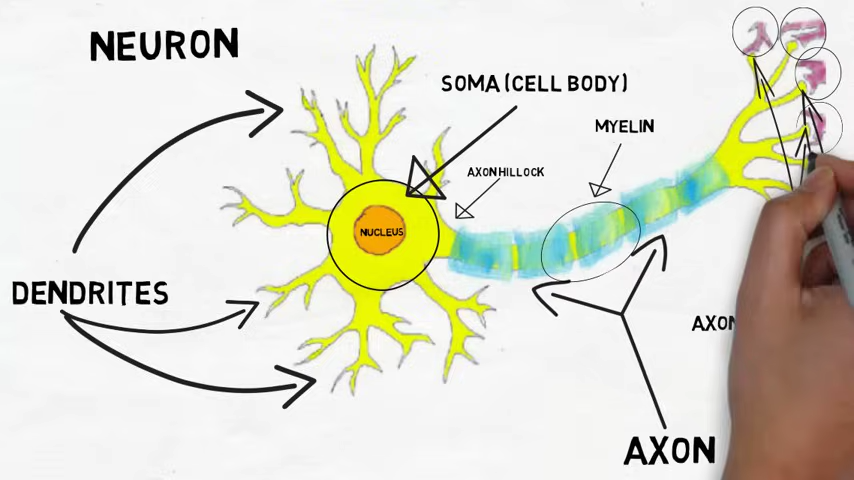 NEURON
SOMA (CELL BODY)
MYELIN
AXON HILLOCK
NUCLEUS
DENDRITES
AXON
AXON